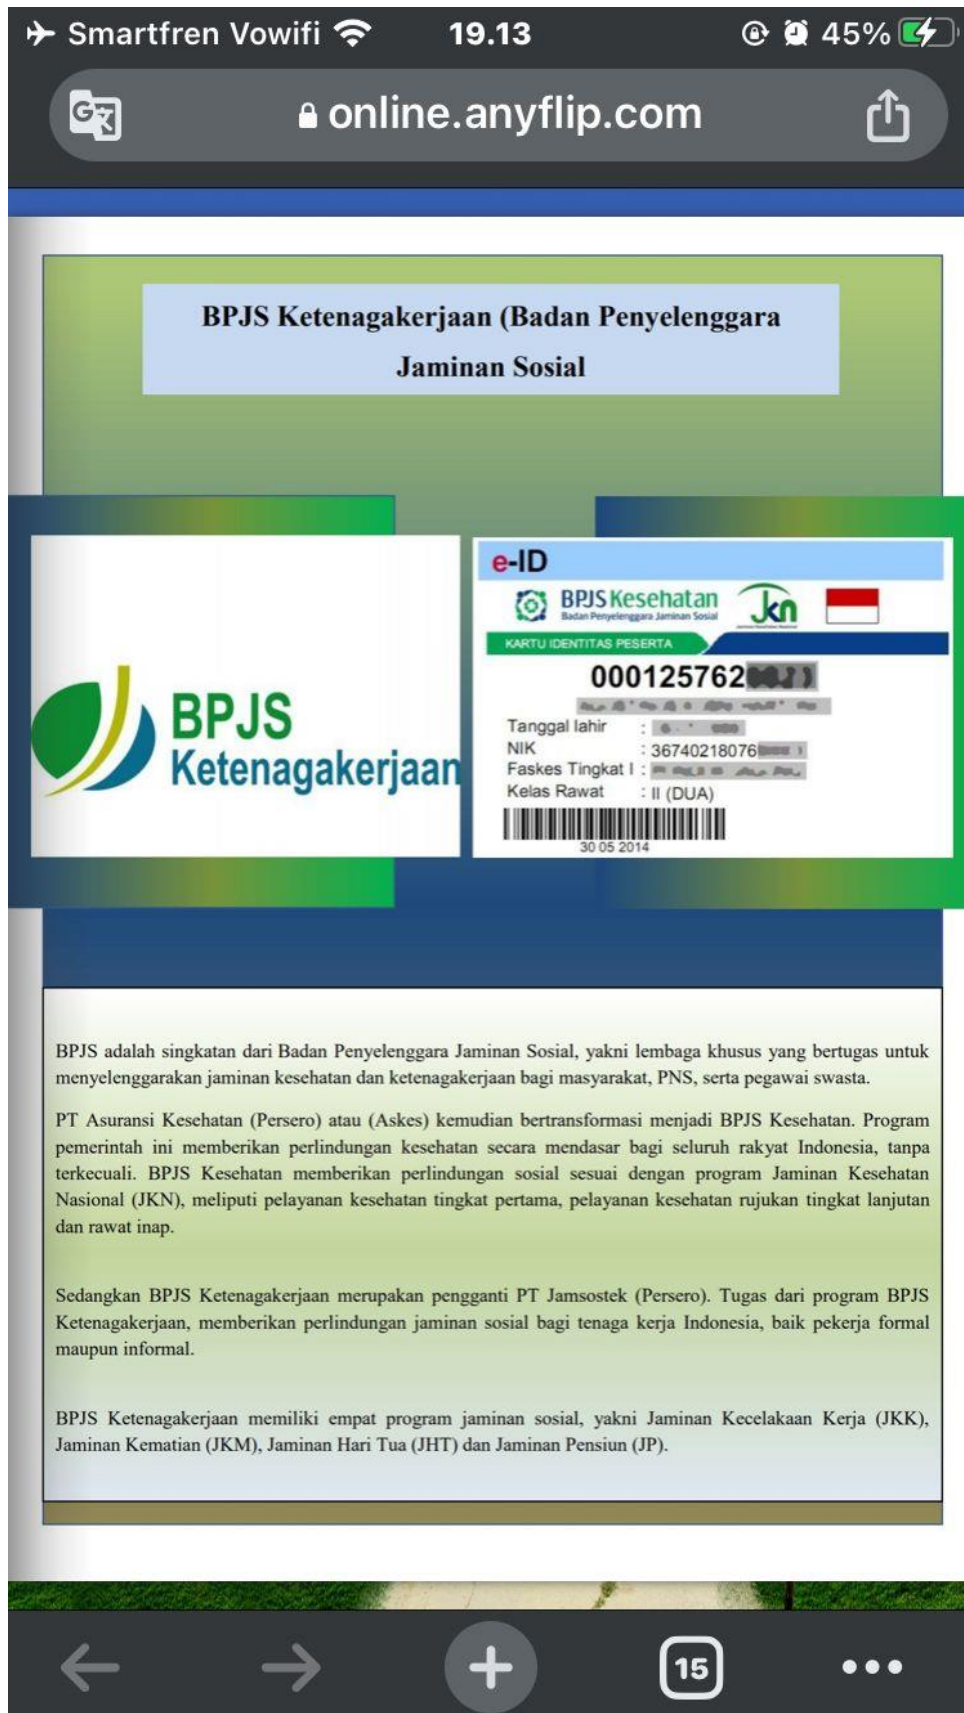 Smartfren Vowifi 19.13 45%
online.anyflip.com
BPJS Ketenagakerjaan (Badan Penyelenggara
Jaminan Sosial
BPJS
Ketenagakerjaan
e-ID
BPJS Kesehatan
Badan Penyelenggara Jaminan Sosial
Jkn
KARTU IDENTITAS PESERTA
000125762
Tanggal lahir :
NIK : 36740218076
Faskes Tingkat I :
Kelas Rawat : II (DUA)
30 05 2014
BPJS adalah singkatan dari Badan Penyelenggara Jaminan Sosial, yakni lembaga khusus yang bertugas untuk
menyelenggarakan jaminan kesehatan dan ketenagakerjaan bagi masyarakat, PNS, serta pegawai swasta.
PT Asuransi Kesehatan (Persero) atau (Askes) kemudian bertransformasi menjadi BPJS Kesehatan. Program
pemerintah ini memberikan perlindungan kesehatan secara mendasar bagi seluruh rakyat Indonesia, tanpa
terkecuali. BPJS Kesehatan memberikan perlindungan sosial sesuai dengan program Jaminan Kesehatan
Nasional (JKN), meliputi pelayanan kesehatan tingkat pertama, pelayanan kesehatan rujukan tingkat lanjutan
dan rawat inap.
Sedangkan BPJS Ketenagakerjaan merupakan pengganti PT Jamsostek (Persero). Tugas dari program BPJS
Ketenagakerjaan, memberikan perlindungan jaminan sosial bagi tenaga kerja Indonesia, baik pekerja formal
maupun informal.
BPJS Ketenagakerjaan memiliki empat program jaminan sosial, yakni Jaminan Kecelakaan Kerja (JKK),
Jaminan Kematian (JKM), Jaminan Hari Tua (JHT) dan Jaminan Pensiun (JP).
15